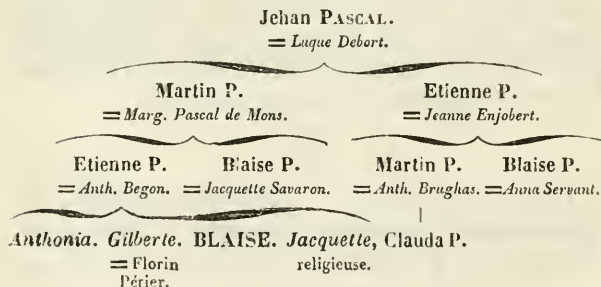 Jehan PASCAL.
= Luque Debort.
Martin P. Etienne P.
= Marg. Pascal de Mons. = Jeanne Enjobert.
Etienne P. Blaise P. Martin P. Blaise P.
= Anth. Begon. = Jacquette Savaron. = Anth. Brughas. = Anna Servant.
Anthonia. Gilberte. BLAISE. Jacquette, Clauda P.
= Florin religieuse.
Périer.